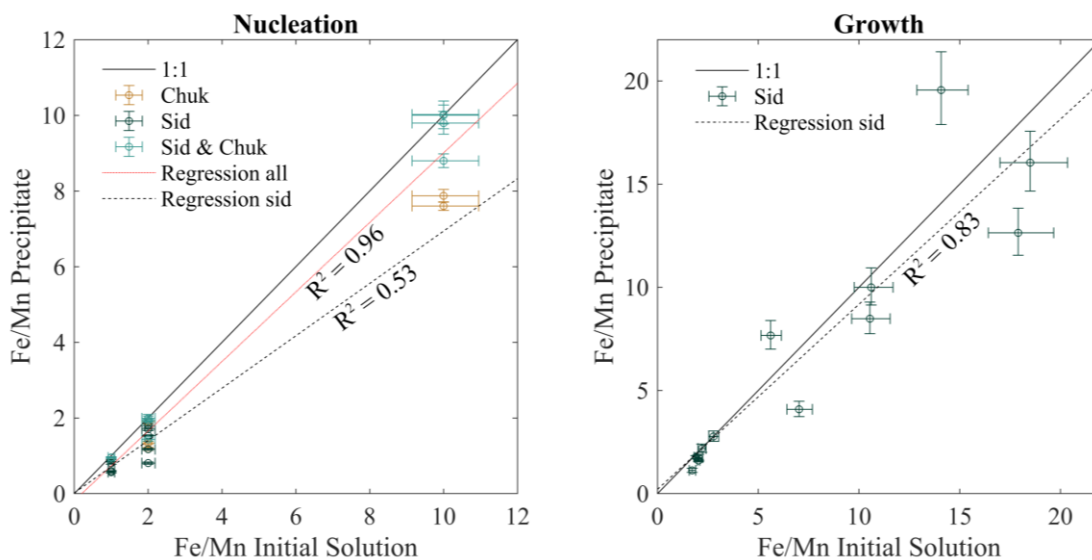 Nucleation
12
10
8
6
4
2
0
1:1
Chuk
Sid
Sid & Chuk
Regression all
Regression sid
R² = 0.96
R² = 0.53
0 2 4 6 8 10 12
Fe/Mn Initial Solution
Fe/Mn Precipitate
Growth
20
15
10
5
0
1:1
Sid
Regression sid
R² = 0.83
0 5 10 15 20
Fe/Mn Initial Solution
Fe/Mn Precipitate